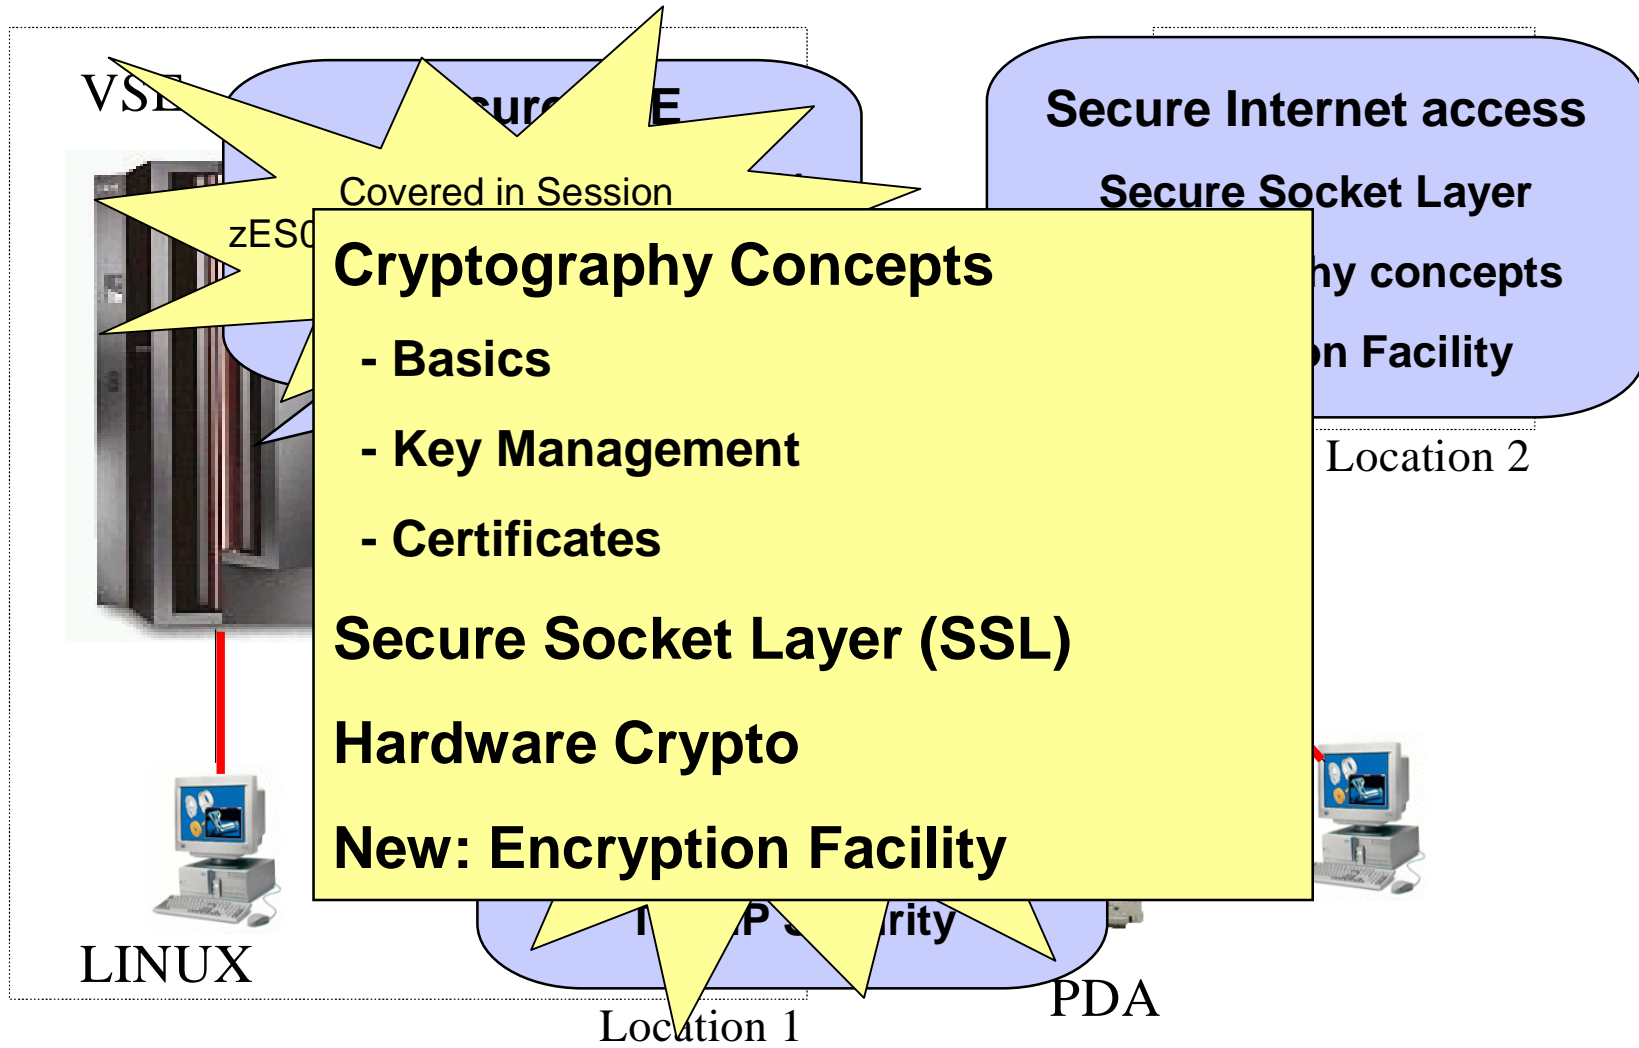 VSE
Secure Internet access
Covered in Session
Secure Socket Layer
concepts
Facility
Cryptography Concepts
- Basics
- Key Management
- Certificates
Secure Socket Layer (SSL)
Hardware Crypto
New: Encryption Facility
Location 2
LINUX
PDA
Location 1